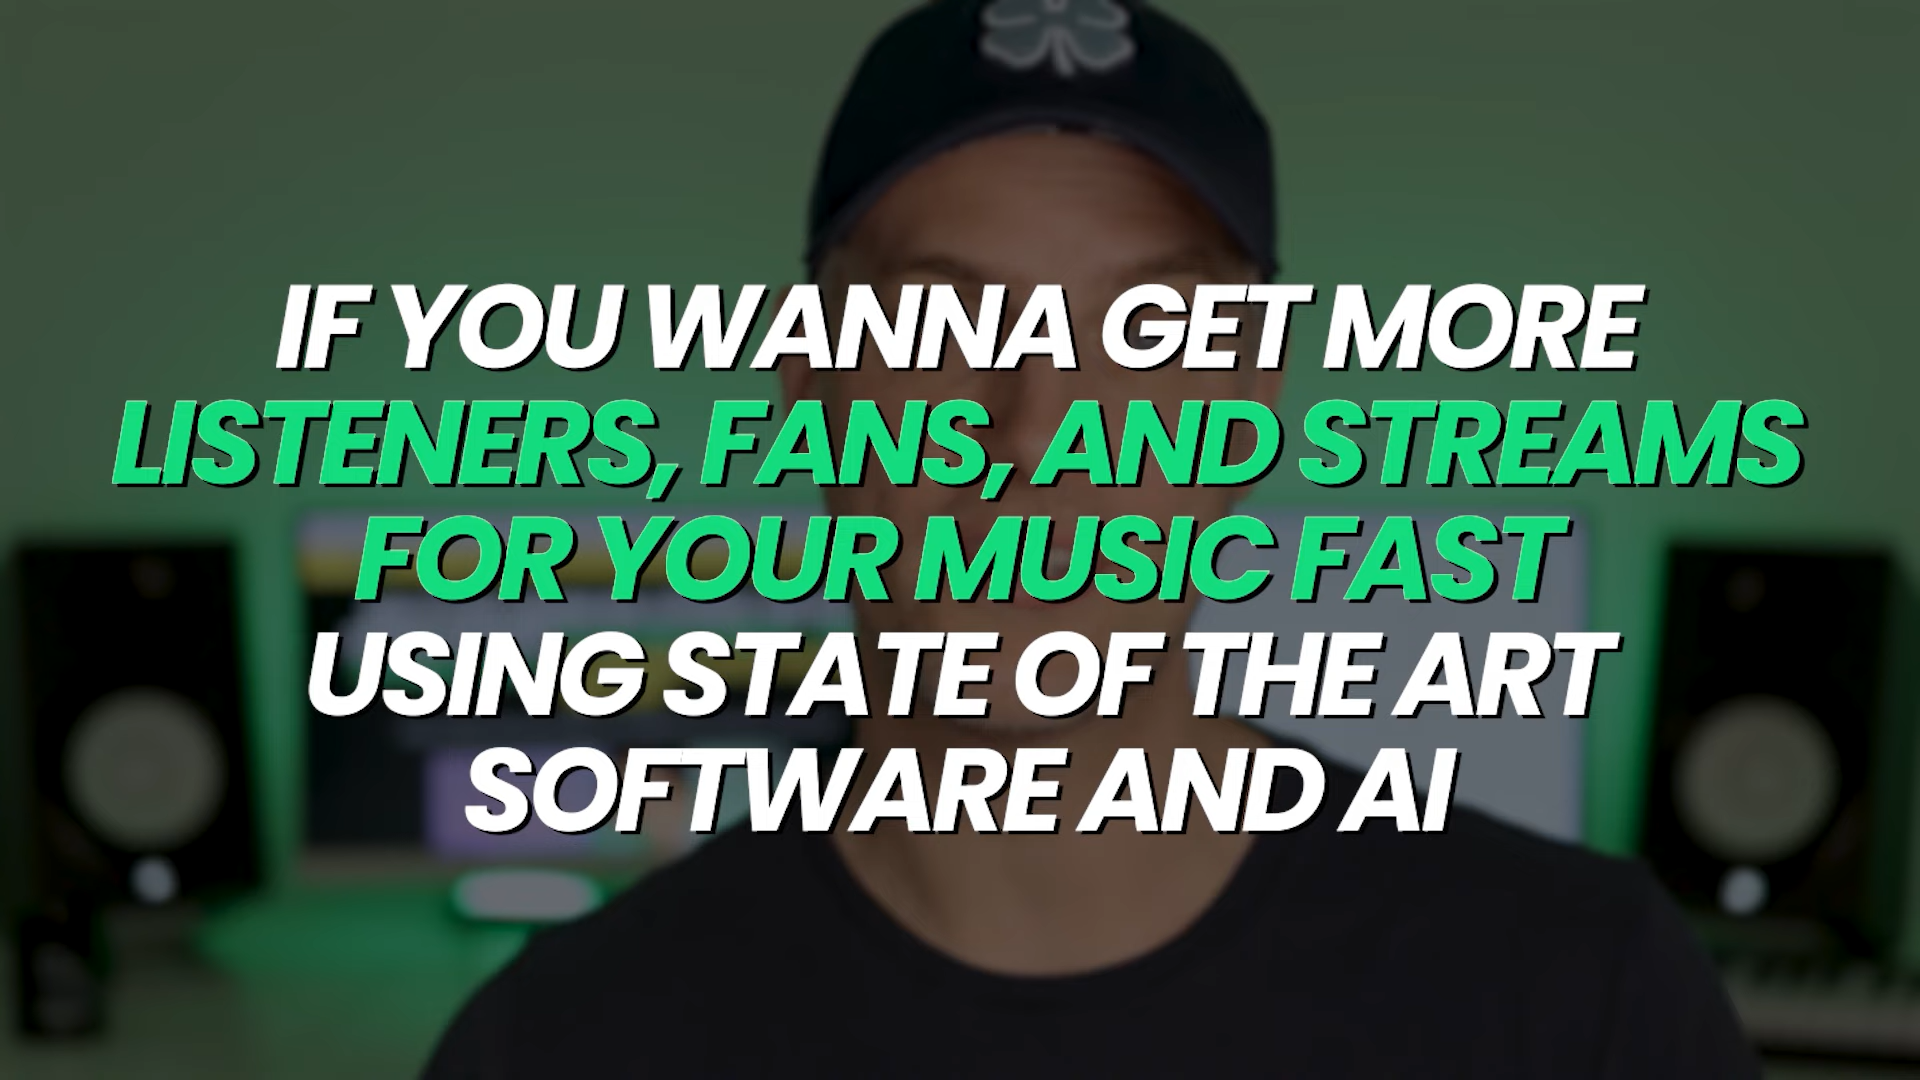 IF YOU WANNA GET MORE
LISTENERS, FANS, AND STREAMS
FOR YOUR MUSIC FAST
USING STATE OF THE ART
SOFTWARE AND AI